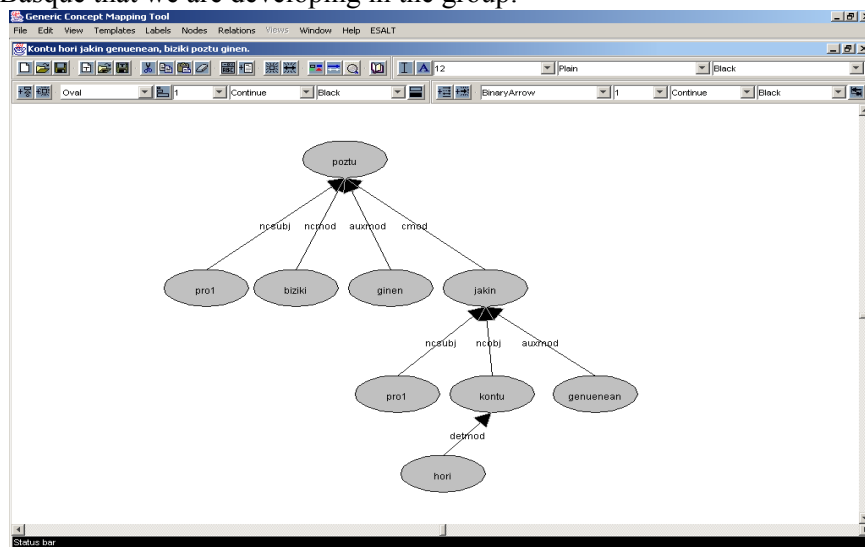 Basque that we are developing in the group.
Generic Concept Mapping Tool
File Edit View Templates Labels Nodes Relations Views Window Help ESALT
Kontu hori jakin genuenean, biziki poztu ginen.
I A 12 Plain Black
Oval 1 Continue Black BinaryArrow 1 Continue Black
poztu
ncsubj ncmod auxmod cmod
pro1 biziki ginen jakin
ncsubj ncobj auxmod
pro1 kontu genuenean
detmod
hori
Status bar